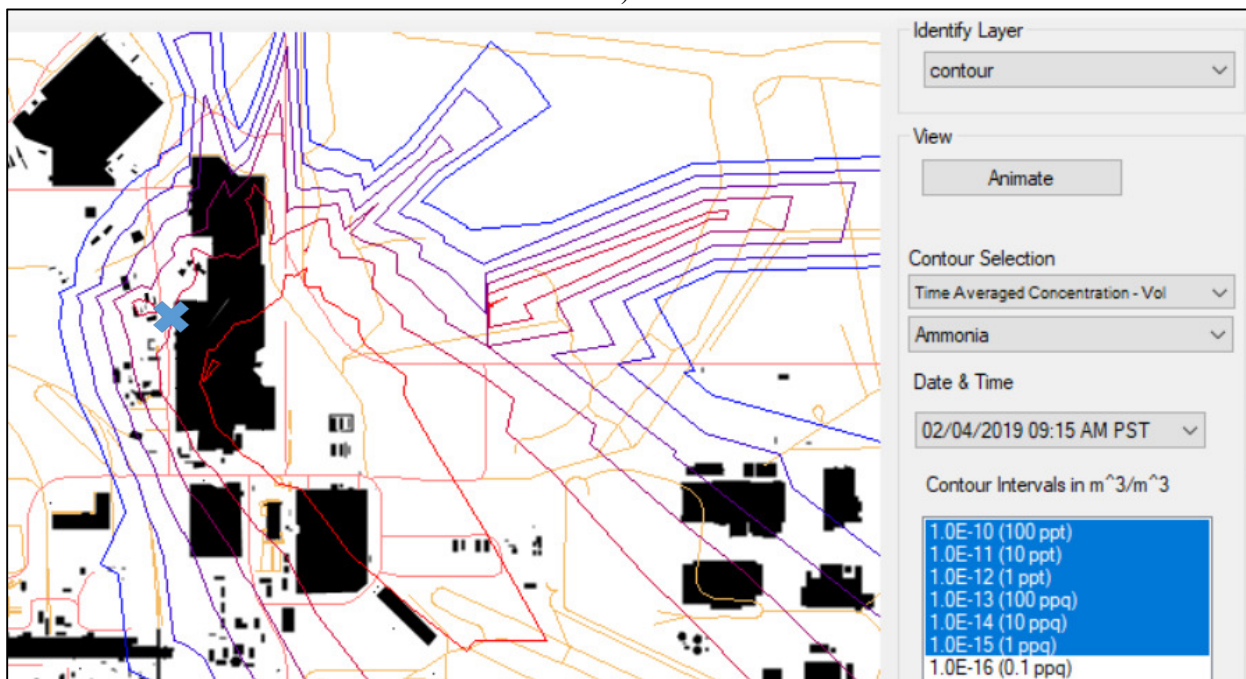 Identify Layer
contour
View
Animate
Contour Selection
Time Averaged Concentration - Vol
Ammonia
Date & Time
02/04/2019 09:15 AM PST
Contour Intervals in m^3/m^3
1.0E-10 (100 ppt)
1.0E-11 (10 ppt)
1.0E-12 (1 ppt)
1.0E-13 (100 ppq)
1.0E-14 (10 ppq)
1.0E-15 (1 ppq)
1.0E-16 (0.1 ppq)